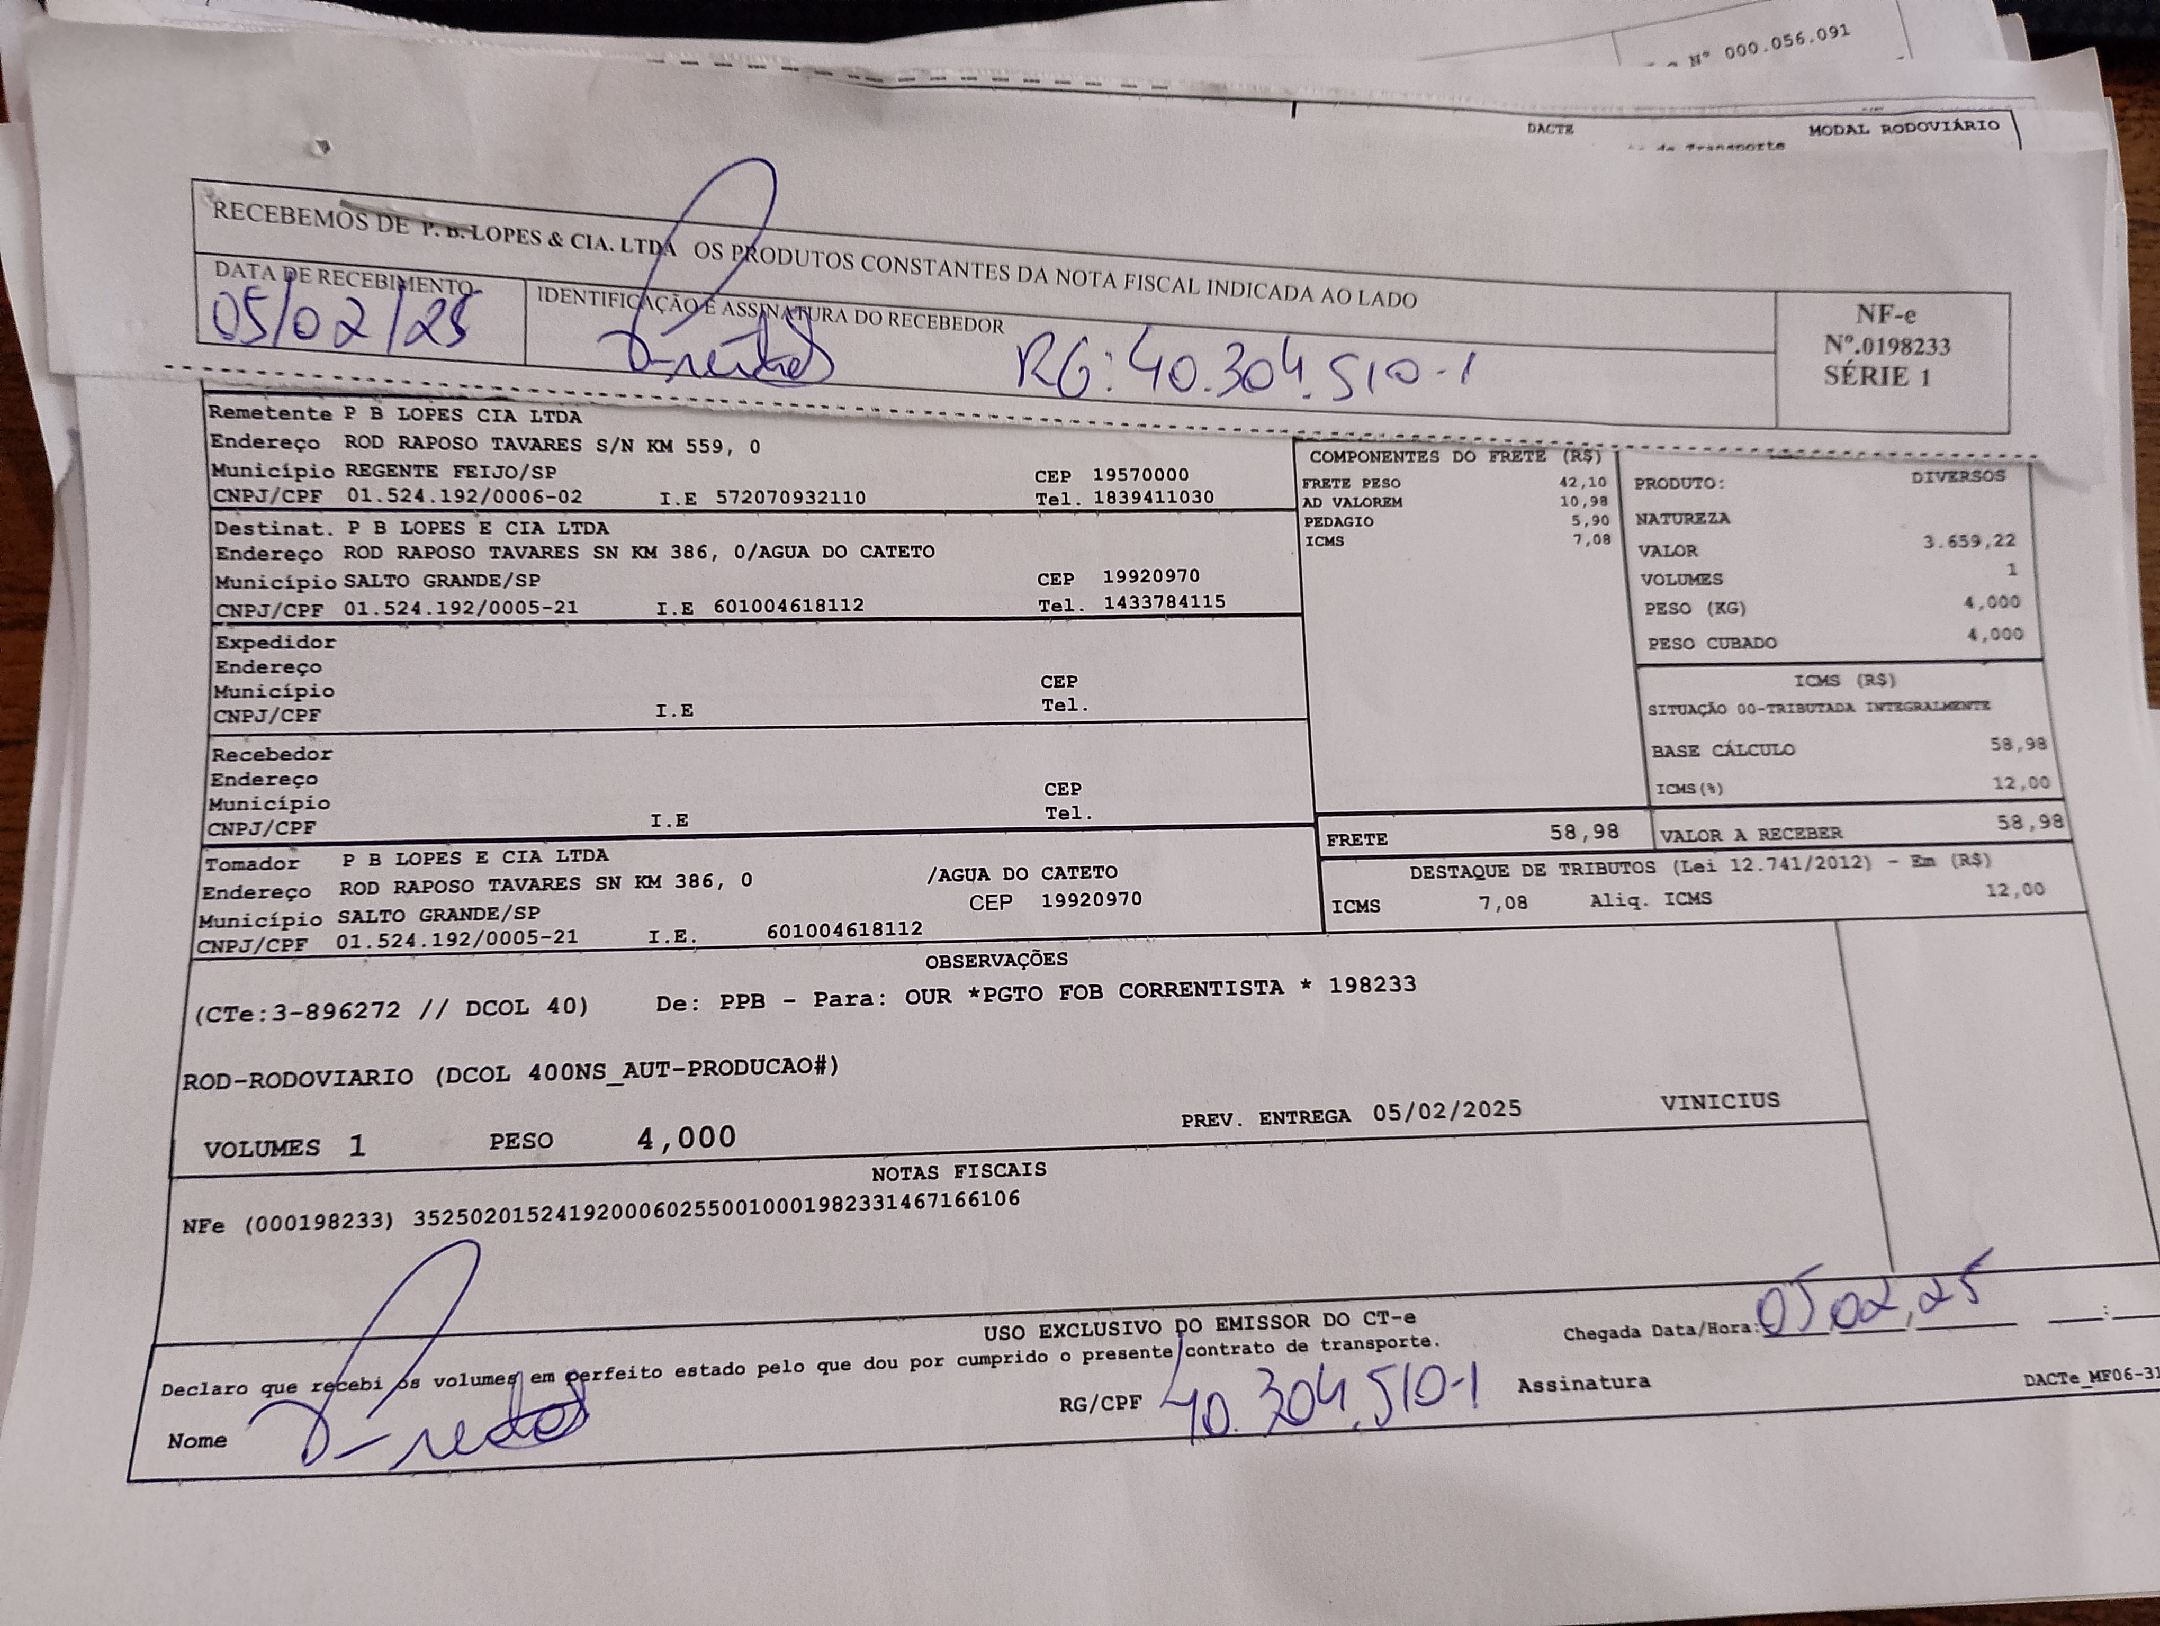 Nº 000.056.091
DACTE
MODAL RODOVIÁRIO
de Transporte
RECEBEMOS DE P. B. LOPES & CIA. LTDA OS PRODUTOS CONSTANTES DA NOTA FISCAL INDICADA AO LADO
DATA DE RECEBIMENTO
05/02/25
IDENTIFICAÇÃO E ASSINATURA DO RECEBEDOR
RG: 40.304.510-1
NF-e
Nº.0198233
SÉRIE 1
Remetente P B LOPES CIA LTDA
Endereço ROD RAPOSO TAVARES S/N KM 559, 0
Município REGENTE FEIJO/SP CEP 19570000
CNPJ/CPF 01.524.192/0006-02 I.E 572070932110 Tel. 1839411030
Destinat. P B LOPES E CIA LTDA
Endereço ROD RAPOSO TAVARES SN KM 386, 0/AGUA DO CATETO
Município SALTO GRANDE/SP CEP 19920970
CNPJ/CPF 01.524.192/0005-21 I.E 601004618112 Tel. 1433784115
Expedidor
Endereço
Município CEP
CNPJ/CPF I.E Tel.
Recebedor
Endereço
Município CEP
CNPJ/CPF I.E Tel.
Tomador P B LOPES E CIA LTDA
Endereço ROD RAPOSO TAVARES SN KM 386, 0 /AGUA DO CATETO
Município SALTO GRANDE/SP CEP 19920970
CNPJ/CPF 01.524.192/0005-21 I.E. 601004618112
COMPONENTES DO FRETE (R$)
FRETE PESO 42,10
AD VALOREM 10,98
PEDAGIO 5,90
ICMS 7,08
PRODUTO: DIVERSOS
NATUREZA
VALOR 3.659,22
VOLUMES 1
PESO (KG) 4,000
PESO CUBADO 4,000
ICMS (R$)
SITUAÇÃO 00-TRIBUTADA INTEGRALMENTE
BASE CÁLCULO 58,98
ICMS(%) 12,00
FRETE 58,98 VALOR A RECEBER 58,98
DESTAQUE DE TRIBUTOS (Lei 12.741/2012) - Em (R$)
ICMS 7,08 Aliq. ICMS 12,00
OBSERVAÇÕES
(CTe:3-896272 // DCOL 40) De: PPB - Para: OUR *PGTO FOB CORRENTISTA * 198233
ROD-RODOVIARIO (DCOL 400NS_AUT-PRODUCAO#)
VOLUMES 1 PESO 4,000 PREV. ENTREGA 05/02/2025 VINICIUS
NOTAS FISCAIS
NFe (000198233) 35250201524192000602550010001982331467166106
USO EXCLUSIVO DO EMISSOR DO CT-e
Declaro que recebi os volumes em perfeito estado pelo que dou por cumprido o presente contrato de transporte.
Chegada Data/Hora: 05,02,25 :
Nome
RG/CPF 40.304.510-1 Assinatura
DACTe_MF06-31